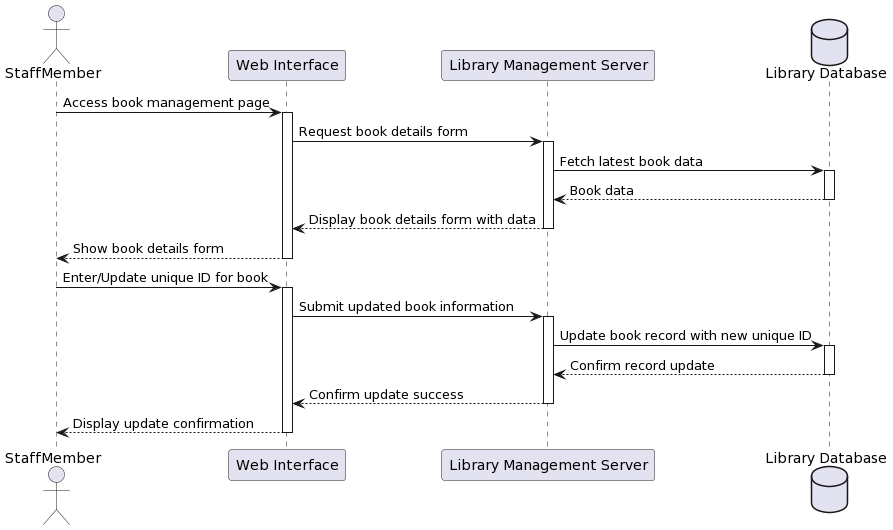 StaffMember
Web Interface
Library Management Server
Library Database
Access book management page
Request book details form
Fetch latest book data
Book data
Display book details form with data
Show book details form
Enter/Update unique ID for book
Submit updated book information
Update book record with new unique ID
Confirm record update
Confirm update success
Display update confirmation
StaffMember
Web Interface
Library Management Server
Library Database